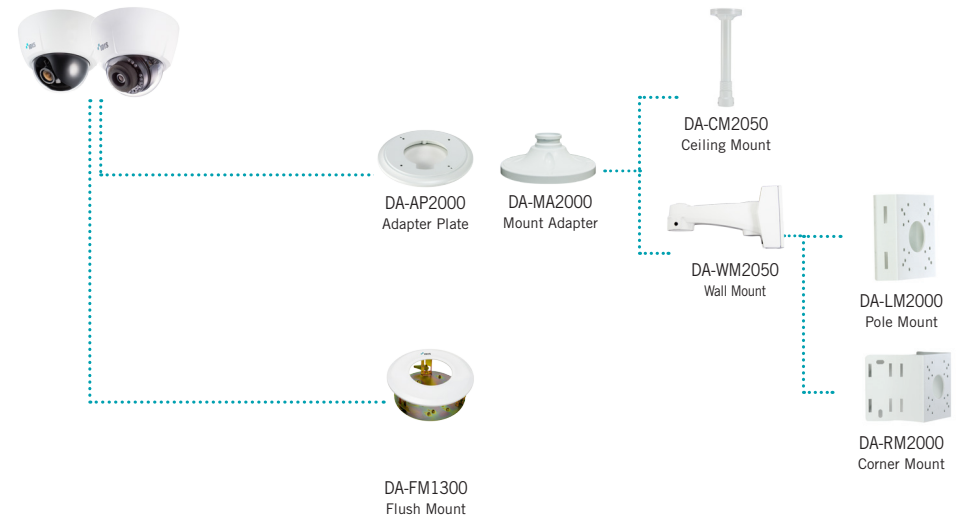 DA-CM2050
Ceiling Mount
DA-AP2000
Adapter Plate
DA-MA2000
Mount Adapter
DA-WM2050
Wall Mount
DA-LM2000
Pole Mount
DA-RM2000
Corner Mount
DA-FM1300
Flush Mount